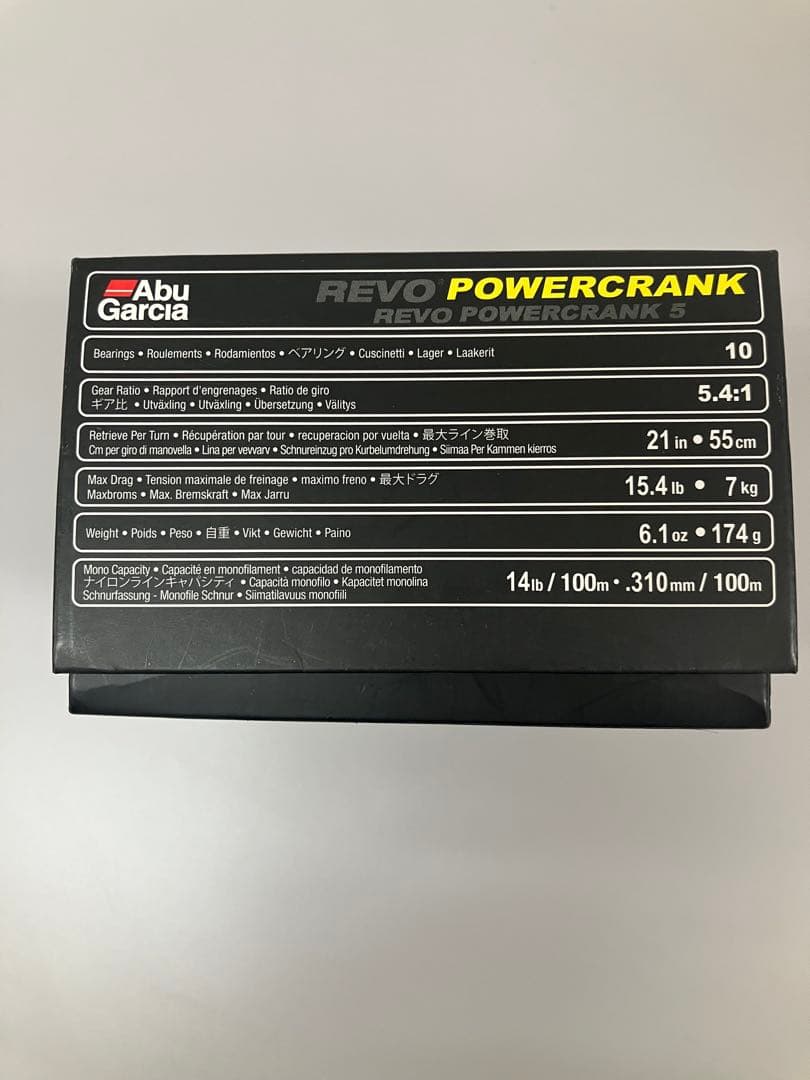 Abu
Garcia
REVO® POWERCRANK
REVO POWERCRANK 5
Bearings • Roulements • Rodamientos • ベアリング • Cuscinetti • Lager • Laakerit
10
Gear Ratio • Rapport d'engrenages • Ratio de giro
ギア比 • Utväxling • Utväxling • Übersetzung • Välitys
5.4:1
Retrieve Per Turn • Récupération par tour • recuperacion por vuelta • 最大ライン巻取
Cm per giro di manovella • Lina per vevvarv • Schnureinzug pro Kurbelumdrehung • Siimaa Per Kammen kierros
21 in • 55 cm
Max Drag • Tension maximale de freinage • maximo freno • 最大ドラグ
Maxbroms • Max. Bremskraft • Max Jarru
15.4 lb • 7 kg
Weight • Poids • Peso • 自重 • Vikt • Gewicht • Paino
6.1 oz • 174 g
Mono Capacity • Capacité en monofilament • capacidad de monofilamento
ナイロンラインキャパシティ • Capacità monofilo • Kapacitet monolina
Schnurfassung - Monofile Schnur • Siimatilavuus monofiili
14lb / 100m • .310mm / 100m